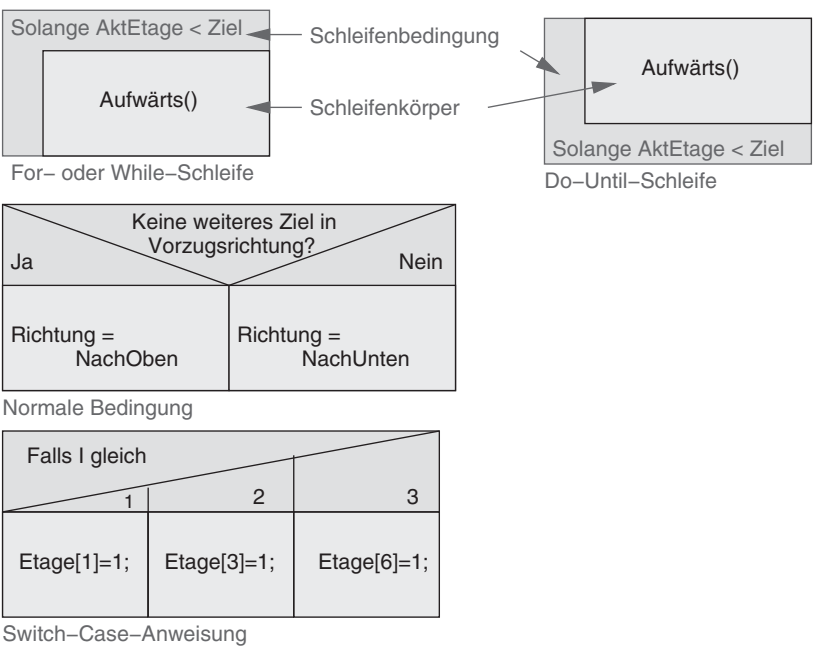 Solange AktEtage < Ziel
Schleifenbedingung
Aufwärts()
Schleifenkörper
For– oder While–Schleife
Aufwärts()
Solange AktEtage < Ziel
Do–Until–Schleife
Keine weiteres Ziel in
Vorzugsrichtung?
Ja
Nein
Richtung =
NachOben
Richtung =
NachUnten
Normale Bedingung
Falls I gleich
1
2
3
Etage[1]=1;
Etage[3]=1;
Etage[6]=1;
Switch–Case–Anweisung